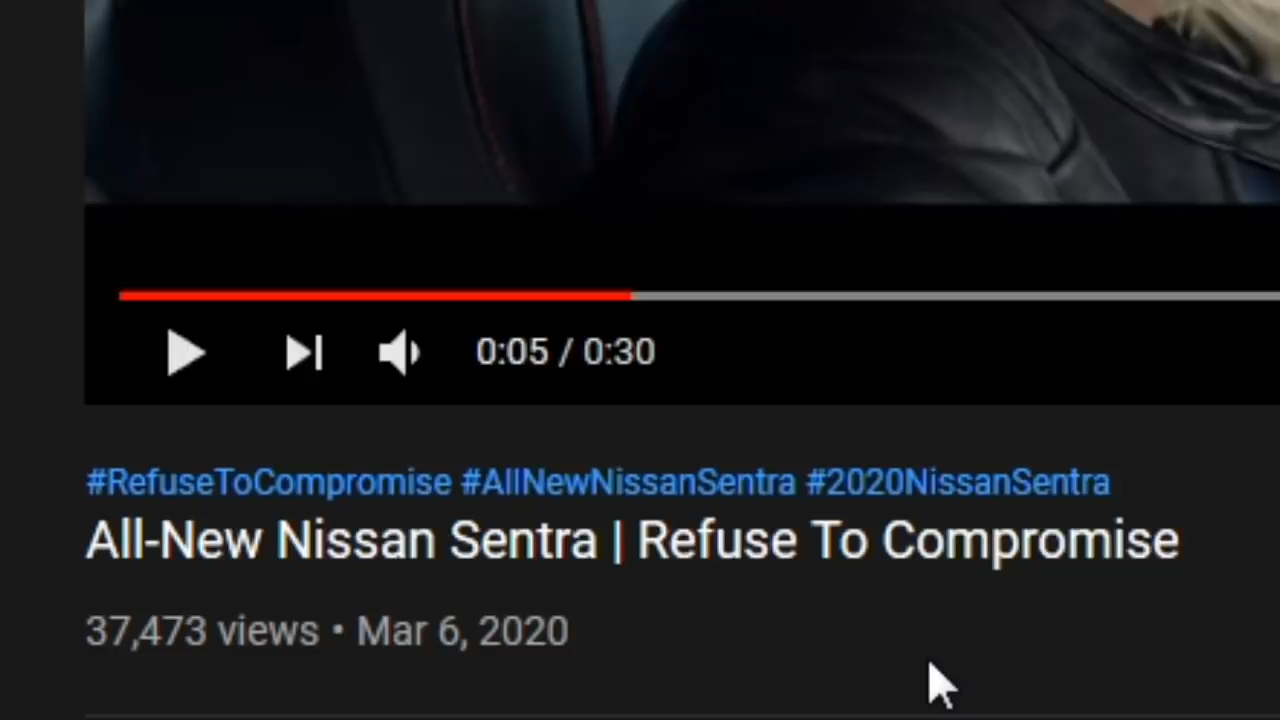 0:05 / 0:30
#RefuseToCompromise #AllNewNissanSentra #2020NissanSentra
All-New Nissan Sentra | Refuse To Compromise
37,473 views • Mar 6, 2020